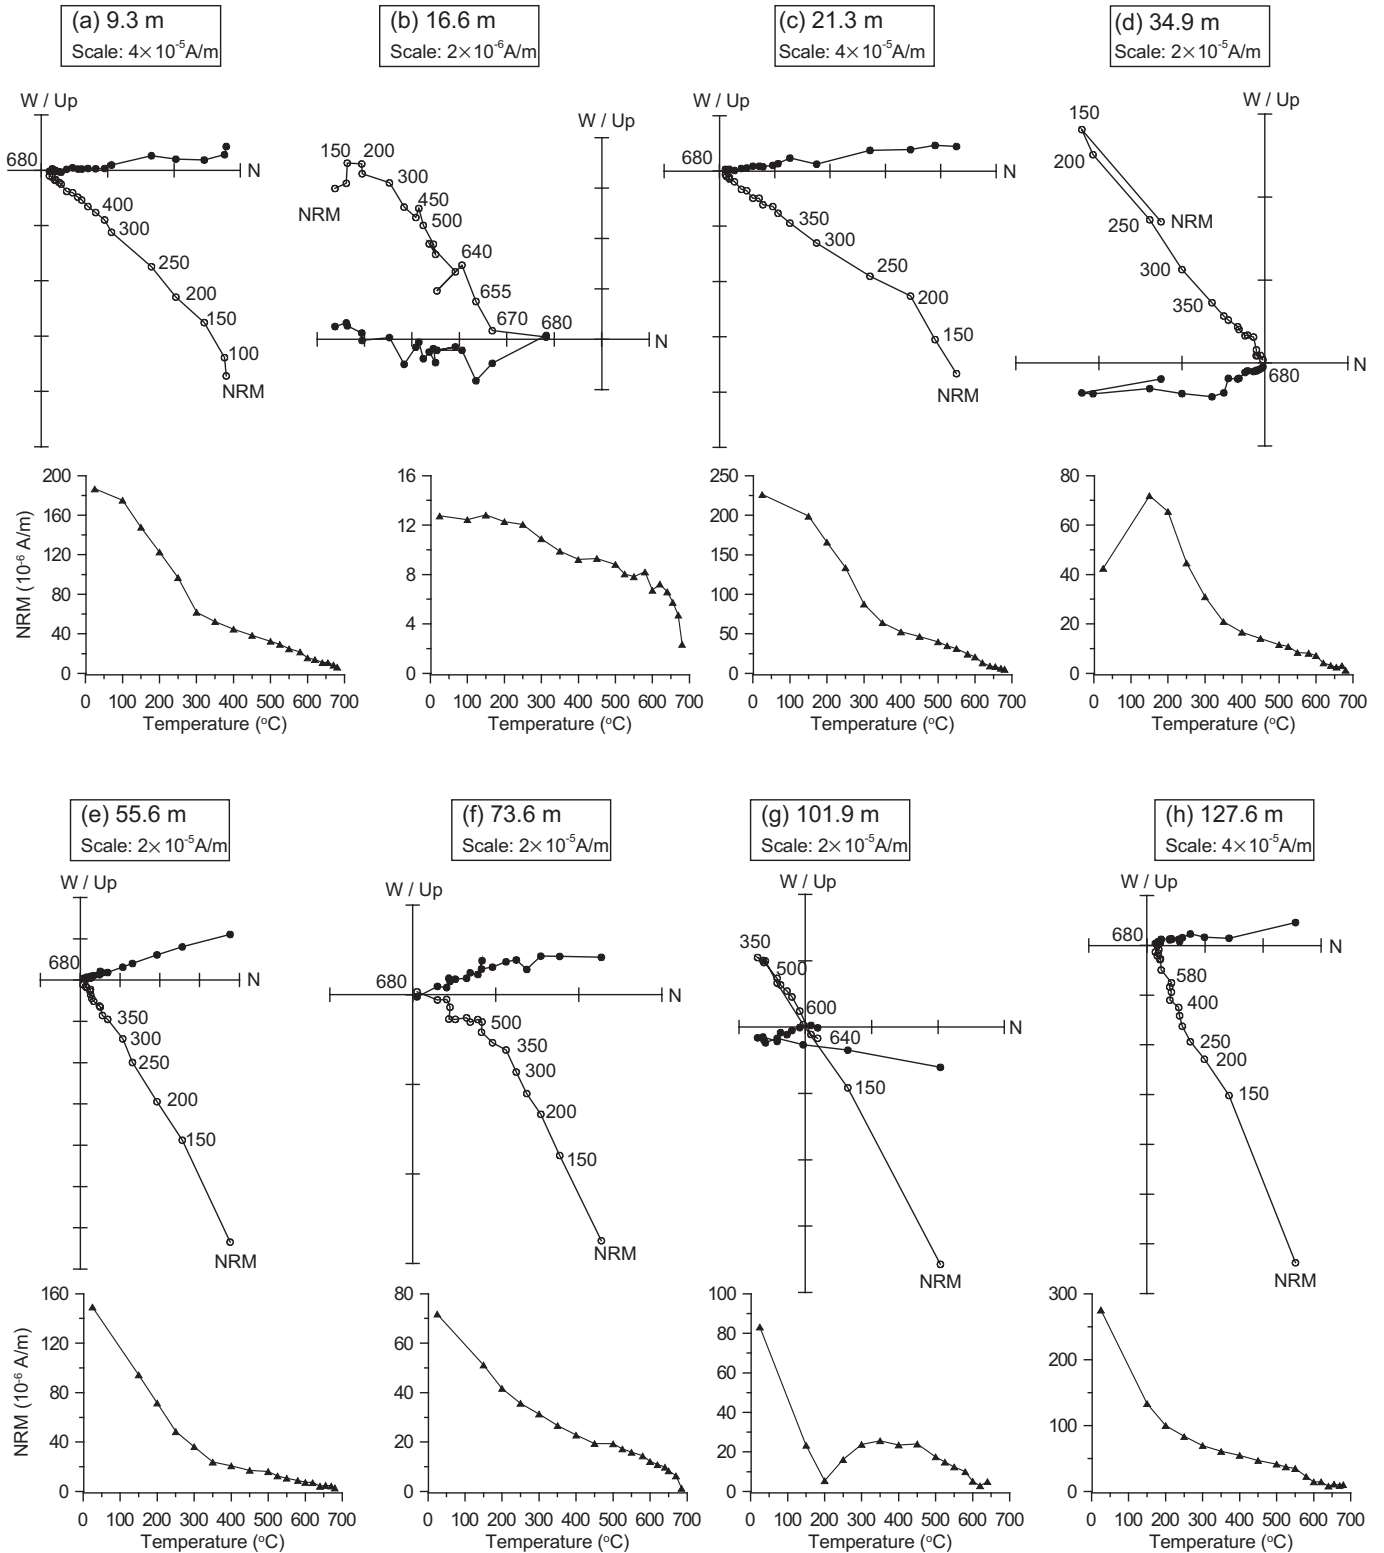 (a) 9.3 m
Scale: 4×10⁻⁵A/m
(b) 16.6 m
Scale: 2×10⁻⁶A/m
(c) 21.3 m
Scale: 4×10⁻⁵A/m
(d) 34.9 m
Scale: 2×10⁻⁵A/m
W / Up
680
N
400
300
250
200
150
100
NRM
W / Up
150
200
300
NRM
450
500
640
655
670
680
N
W / Up
680
N
350
300
250
200
150
NRM
W / Up
150
200
NRM
250
300
350
N
680
NRM (10⁻⁶ A/m)
200
160
120
80
40
0
0 100 200 300 400 500 600 700
Temperature (°C)
16
12
8
4
0
0 100 200 300 400 500 600 700
Temperature (°C)
250
200
150
100
50
0
0 100 200 300 400 500 600 700
Temperature (°C)
80
60
40
20
0
0 100 200 300 400 500 600 700
Temperature (°C)
(e) 55.6 m
Scale: 2×10⁻⁵A/m
(f) 73.6 m
Scale: 2×10⁻⁵A/m
(g) 101.9 m
Scale: 2×10⁻⁵A/m
(h) 127.6 m
Scale: 4×10⁻⁵A/m
W / Up
680
N
350
300
250
200
150
NRM
W / Up
680
N
500
350
300
200
150
NRM
W / Up
350
500
600
N
640
150
NRM
W / Up
680
N
580
400
250
200
150
NRM
NRM (10⁻⁶ A/m)
160
120
80
40
0
0 100 200 300 400 500 600 700
Temperature (°C)
80
60
40
20
0
0 100 200 300 400 500 600 700
Temperature (°C)
100
80
60
40
20
0
0 100 200 300 400 500 600 700
Temperature (°C)
300
200
100
0
0 100 200 300 400 500 600 700
Temperature (°C)